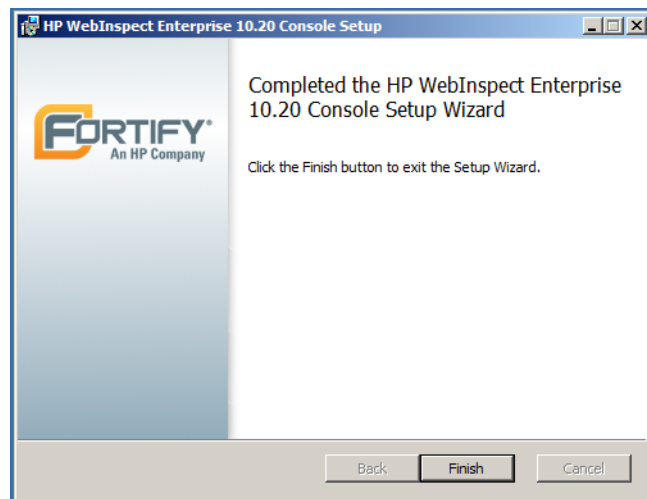 HP WebInspect Enterprise 10.20 Console Setup
FORTIFY
An HP Company
Completed the HP WebInspect Enterprise
10.20 Console Setup Wizard
Click the Finish button to exit the Setup Wizard.
Back
Finish
Cancel